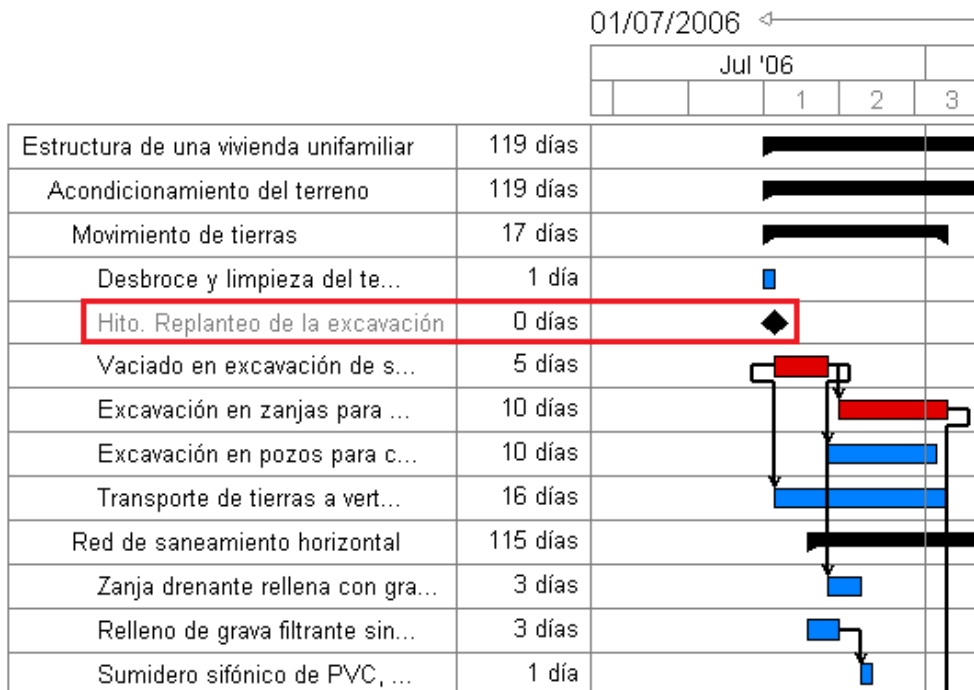 01/07/2006
Jul '06
1 2 3
Estructura de una vivienda unifamiliar 119 días
Acondicionamiento del terreno 119 días
Movimiento de tierras 17 días
Desbroce y limpieza del te... 1 día
Hito. Replanteo de la excavación 0 días
Vaciado en excavación de s... 5 días
Excavación en zanjas para ... 10 días
Excavación en pozos para c... 10 días
Transporte de tierras a vert... 16 días
Red de saneamiento horizontal 115 días
Zanja drenante rellena con gra... 3 días
Relleno de grava filtrante sin... 3 días
Sumidero sifónico de PVC, ... 1 día